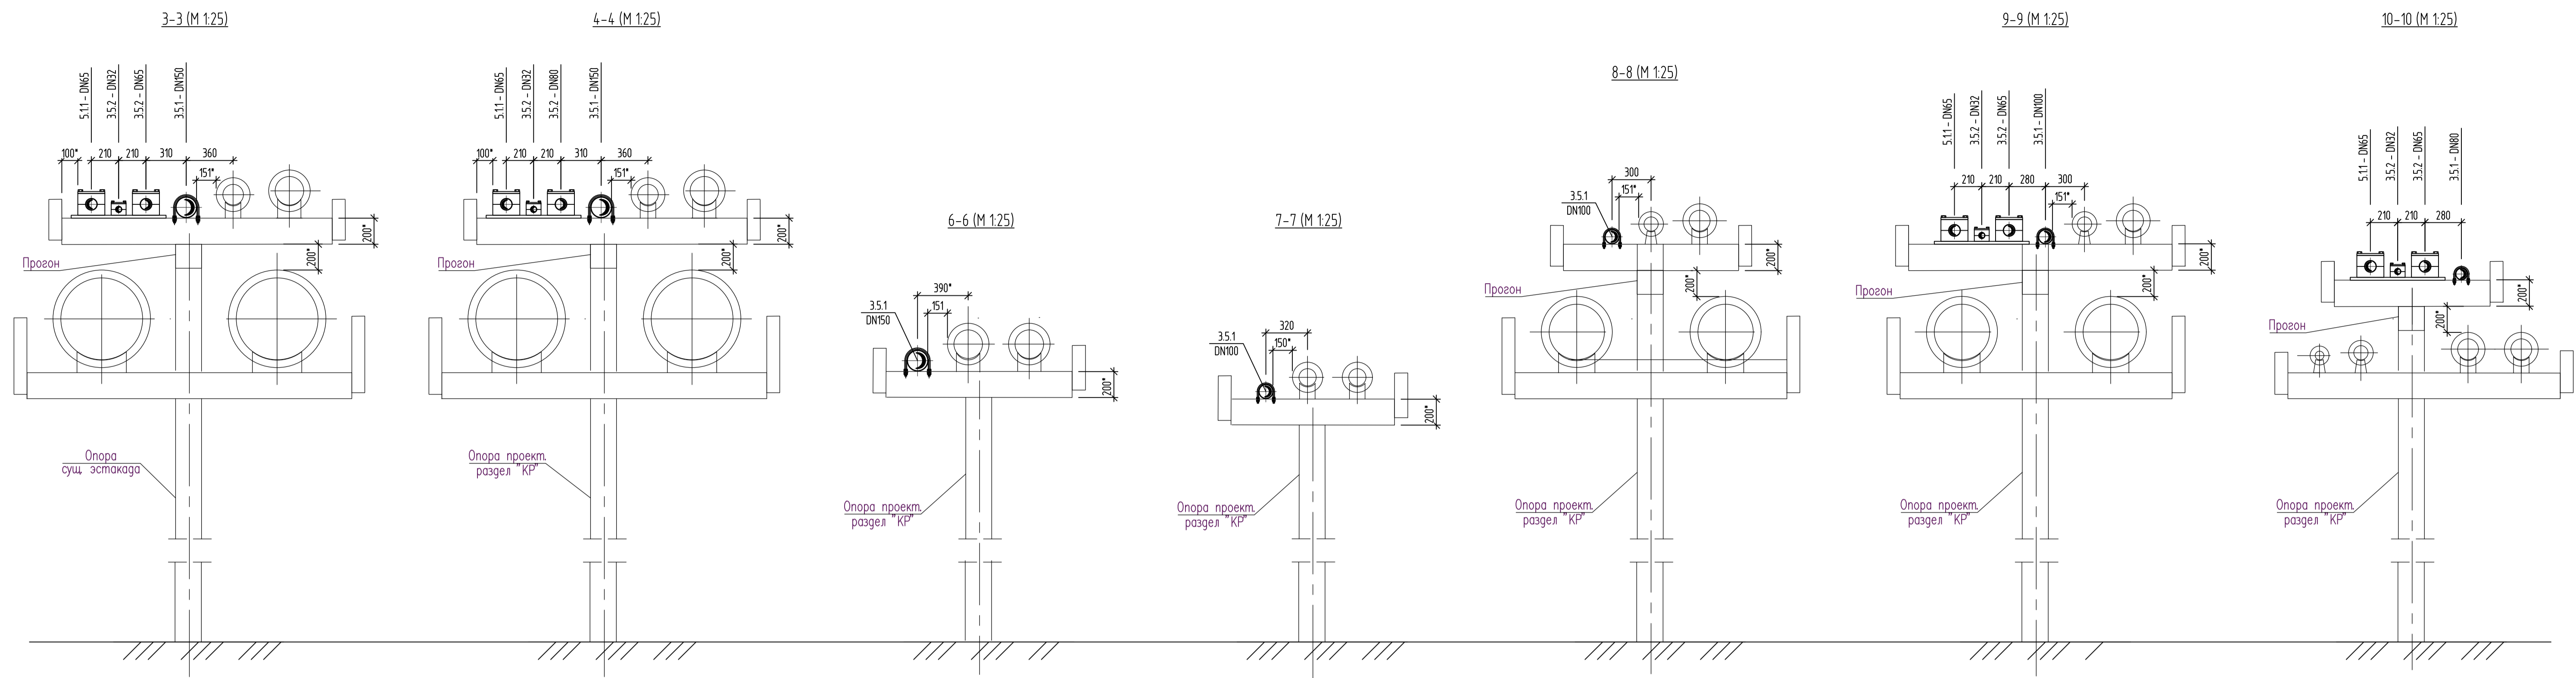 3-3 (М 1:25)
5.1.1 - DN65
3.5.2 - DN32
3.5.2 - DN65
3.5.1 - DN150
100*
210
210
310
360
151*
200*
200*
Прогон
Опора
сущ. эстакада
4-4 (М 1:25)
5.1.1 - DN65
3.5.2 - DN32
3.5.2 - DN80
3.5.1 - DN150
100*
210
210
310
360
151*
200*
200*
Прогон
Опора проект.
раздел "КР"
6-6 (М 1:25)
390*
151
3.5.1
DN150
200*
Опора проект.
раздел "КР"
7-7 (М 1:25)
320
150*
3.5.1
DN100
200*
Опора проект.
раздел "КР"
8-8 (М 1:25)
300
151*
3.5.1
DN100
200*
200*
Прогон
Опора проект.
раздел "КР"
9-9 (М 1:25)
5.1.1 - DN65
3.5.2 - DN32
3.5.2 - DN65
3.5.1 - DN100
210
210
280
300
151*
200*
200*
Прогон
Опора проект.
раздел "КР"
10-10 (М 1:25)
5.1.1 - DN65
3.5.2 - DN32
3.5.2 - DN65
3.5.1 - DN80
210
210
280
200*
200*
Прогон
Опора проект.
раздел "КР"